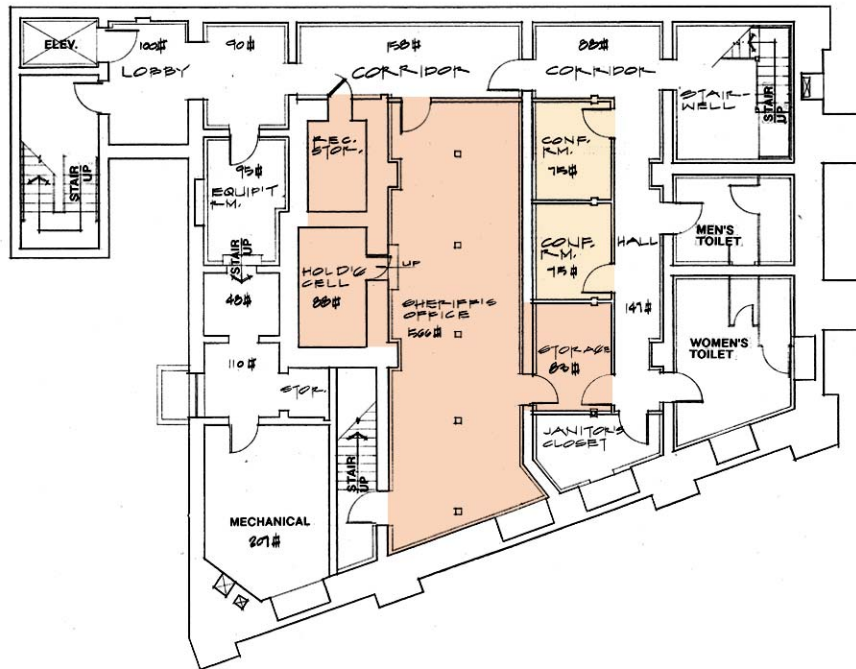 ELEV.
100⌗
LOBBY
90⌗
158⌗
CORRIDOR
88⌗
CORRIDOR
STAIR-
WELL
STAIR
UP
STAIR
UP
95⌗
EQUIP'T.
RM.
STAIR
UP
REC.
STOR.
CONF.
RM.
75⌗
CONF.
RM.
75⌗
HALL
147⌗
MEN'S
TOILET
HOLD'G
CELL
88⌗
UP
SHERIFF'S
OFFICE
566⌗
48⌗
110⌗
STOR.
STORAGE
83⌗
WOMEN'S
TOILET
JANITOR'S
CLOSET
STAIR
UP
MECHANICAL
207⌗